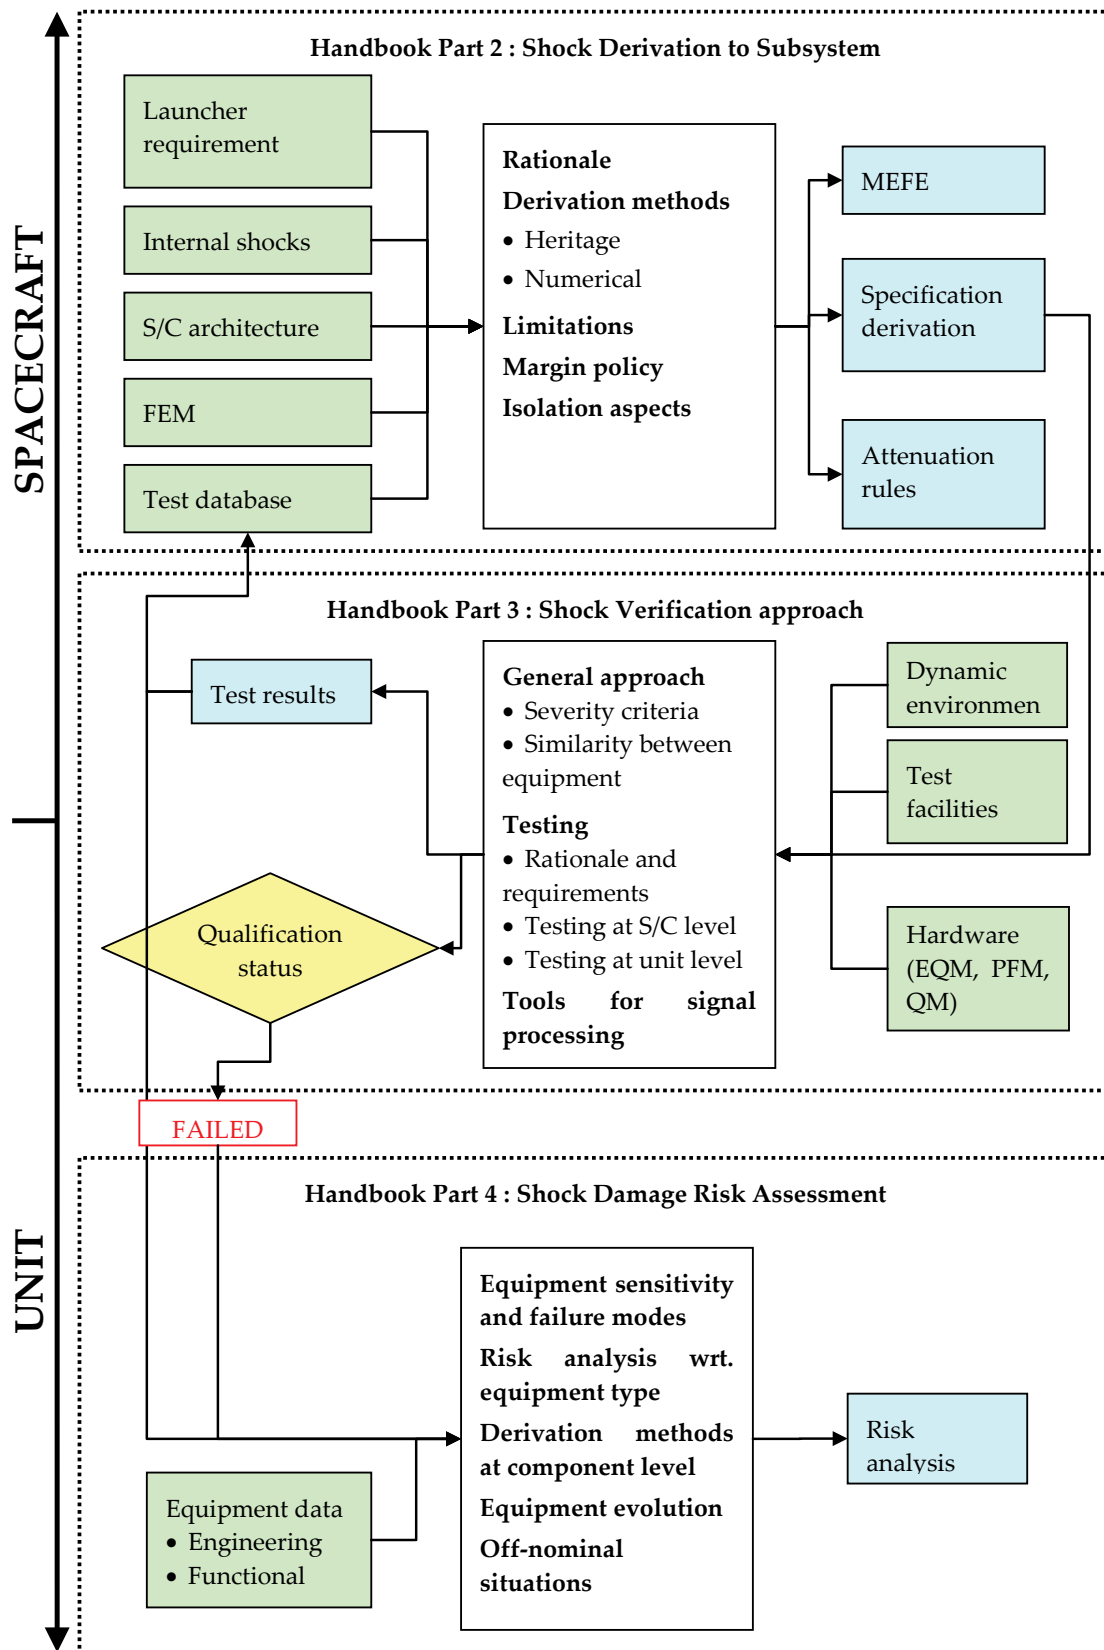 SPACECRAFT
UNIT
Handbook Part 2 : Shock Derivation to Subsystem
Launcher
requirement
Internal shocks
S/C architecture
FEM
Test database
Rationale
Derivation methods
• Heritage
• Numerical
Limitations
Margin policy
Isolation aspects
MEFE
Specification
derivation
Attenuation
rules
Handbook Part 3 : Shock Verification approach
Test results
Qualification
status
General approach
• Severity criteria
• Similarity between
equipment
Testing
• Rationale and
requirements
• Testing at S/C level
• Testing at unit level
Tools for signal
processing
Dynamic
environmen
Test
facilities
Hardware
(EQM, PFM,
QM)
FAILED
Handbook Part 4 : Shock Damage Risk Assessment
Equipment data
• Engineering
• Functional
Equipment sensitivity
and failure modes
Risk analysis wrt.
equipment type
Derivation methods
at component level
Equipment evolution
Off-nominal
situations
Risk
analysis